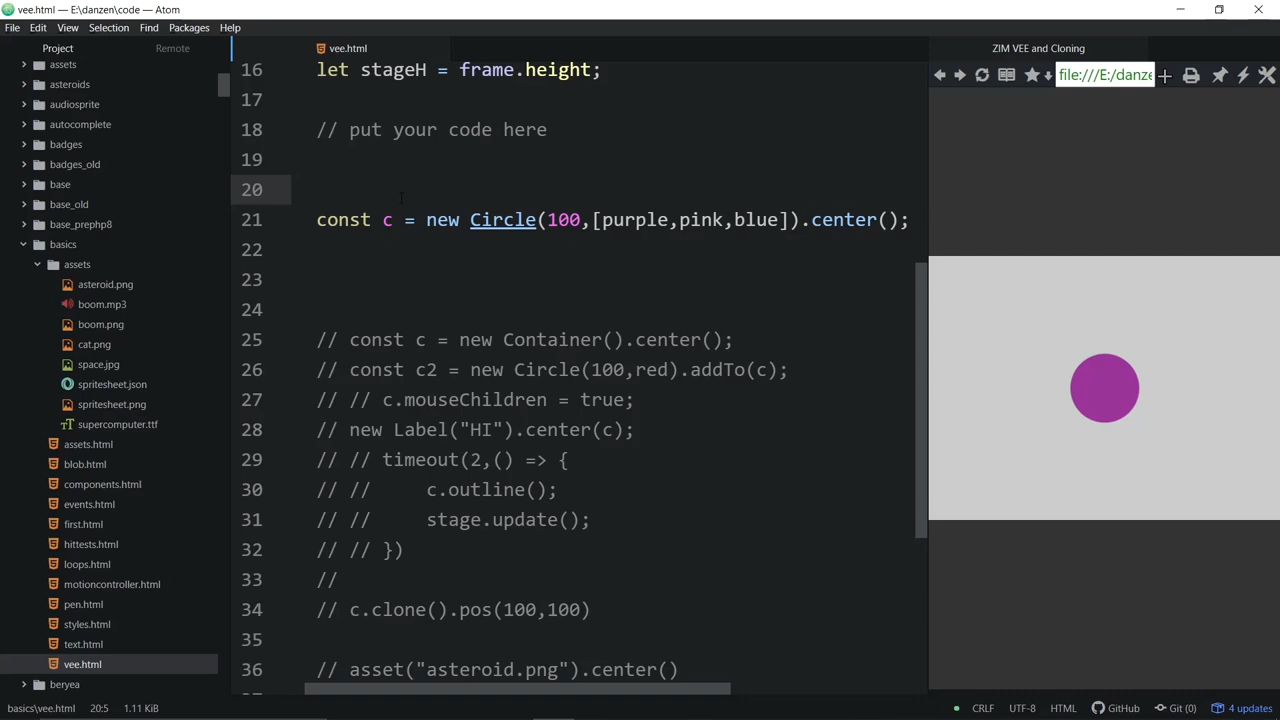 vee.html — E:\danzen\code — Atom
File Edit View Selection Find Packages Help
Project Remote
assets
asteroids
audiosprite
autocomplete
badges
badges_old
base
base_old
base_prephp8
basics
assets
asteroid.png
boom.mp3
boom.png
cat.png
space.jpg
spritesheet.json
spritesheet.png
supercomputer.ttf
assets.html
blob.html
components.html
events.html
first.html
hittests.html
loops.html
motioncontroller.html
pen.html
styles.html
text.html
vee.html
beryea
vee.html
16 let stageH = frame.height;
17
18 // put your code here
19
20
21 const c = new Circle(100,[purple,pink,blue]).center();
22
23
24
25 // const c = new Container().center();
26 // const c2 = new Circle(100,red).addTo(c);
27 // // c.mouseChildren = true;
28 // new Label("HI").center(c);
29 // // timeout(2,() => {
30 // //     c.outline();
31 // //     stage.update();
32 // // })
33 //
34 // c.clone().pos(100,100)
35
36 // asset("asteroid.png").center()
ZIM VEE and Cloning
file:///E:/danze
basics\vee.html 20:5 1.11 KiB CRLF UTF-8 HTML GitHub Git (0) 4 updates